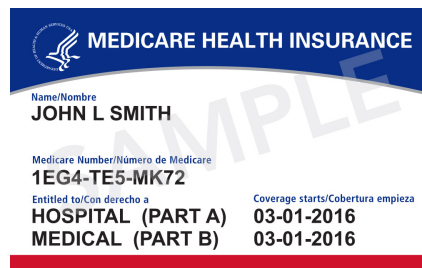 MEDICARE HEALTH INSURANCE
SAMPLE
Name/Nombre
JOHN L SMITH
Medicare Number/Número de Medicare
1EG4-TE5-MK72
Entitled to/Con derecho a Coverage starts/Cobertura empieza
HOSPITAL (PART A) 03-01-2016
MEDICAL (PART B) 03-01-2016